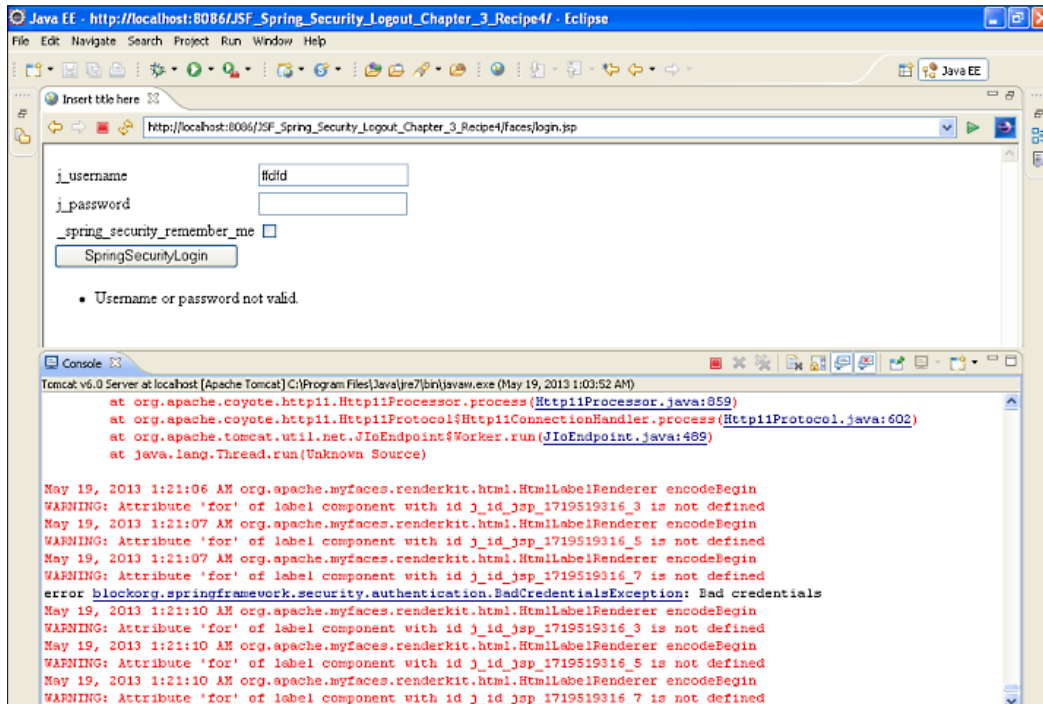 Java EE - http://localhost:8086/JSF_Spring_Security_Logout_Chapter_3_Recipe4/ - Eclipse
File Edit Navigate Search Project Run Window Help
Java EE
Insert title here
http://localhost:8086/JSF_Spring_Security_Logout_Chapter_3_Recipe4/faces/login.jsp
j_username ffdfd
j_password
_spring_security_remember_me
SpringSecurityLogin
• Username or password not valid.
Console
Tomcat v6.0 Server at localhost [Apache Tomcat] C:\Program Files\Java\jre7\bin\javaw.exe (May 19, 2013 1:03:52 AM)
at org.apache.coyote.http11.Http11Processor.process(Http11Processor.java:859)
at org.apache.coyote.http11.Http11Protocol$Http11ConnectionHandler.process(Http11Protocol.java:602)
at org.apache.tomcat.util.net.JIoEndpoint$Worker.run(JIoEndpoint.java:489)
at java.lang.Thread.run(Unknown Source)
May 19, 2013 1:21:06 AM org.apache.myfaces.renderkit.html.HtmlLabelRenderer encodeBegin
WARNING: Attribute 'for' of label component with id j_id_jsp_1719519316_3 is not defined
May 19, 2013 1:21:07 AM org.apache.myfaces.renderkit.html.HtmlLabelRenderer encodeBegin
WARNING: Attribute 'for' of label component with id j_id_jsp_1719519316_5 is not defined
May 19, 2013 1:21:07 AM org.apache.myfaces.renderkit.html.HtmlLabelRenderer encodeBegin
WARNING: Attribute 'for' of label component with id j_id_jsp_1719519316_7 is not defined
error blockorg.springframework.security.authentication.BadCredentialsException: Bad credentials
May 19, 2013 1:21:10 AM org.apache.myfaces.renderkit.html.HtmlLabelRenderer encodeBegin
WARNING: Attribute 'for' of label component with id j_id_jsp_1719519316_3 is not defined
May 19, 2013 1:21:10 AM org.apache.myfaces.renderkit.html.HtmlLabelRenderer encodeBegin
WARNING: Attribute 'for' of label component with id j_id_jsp_1719519316_5 is not defined
May 19, 2013 1:21:10 AM org.apache.myfaces.renderkit.html.HtmlLabelRenderer encodeBegin
WARNING: Attribute 'for' of label component with id j_id_jsp_1719519316_7 is not defined